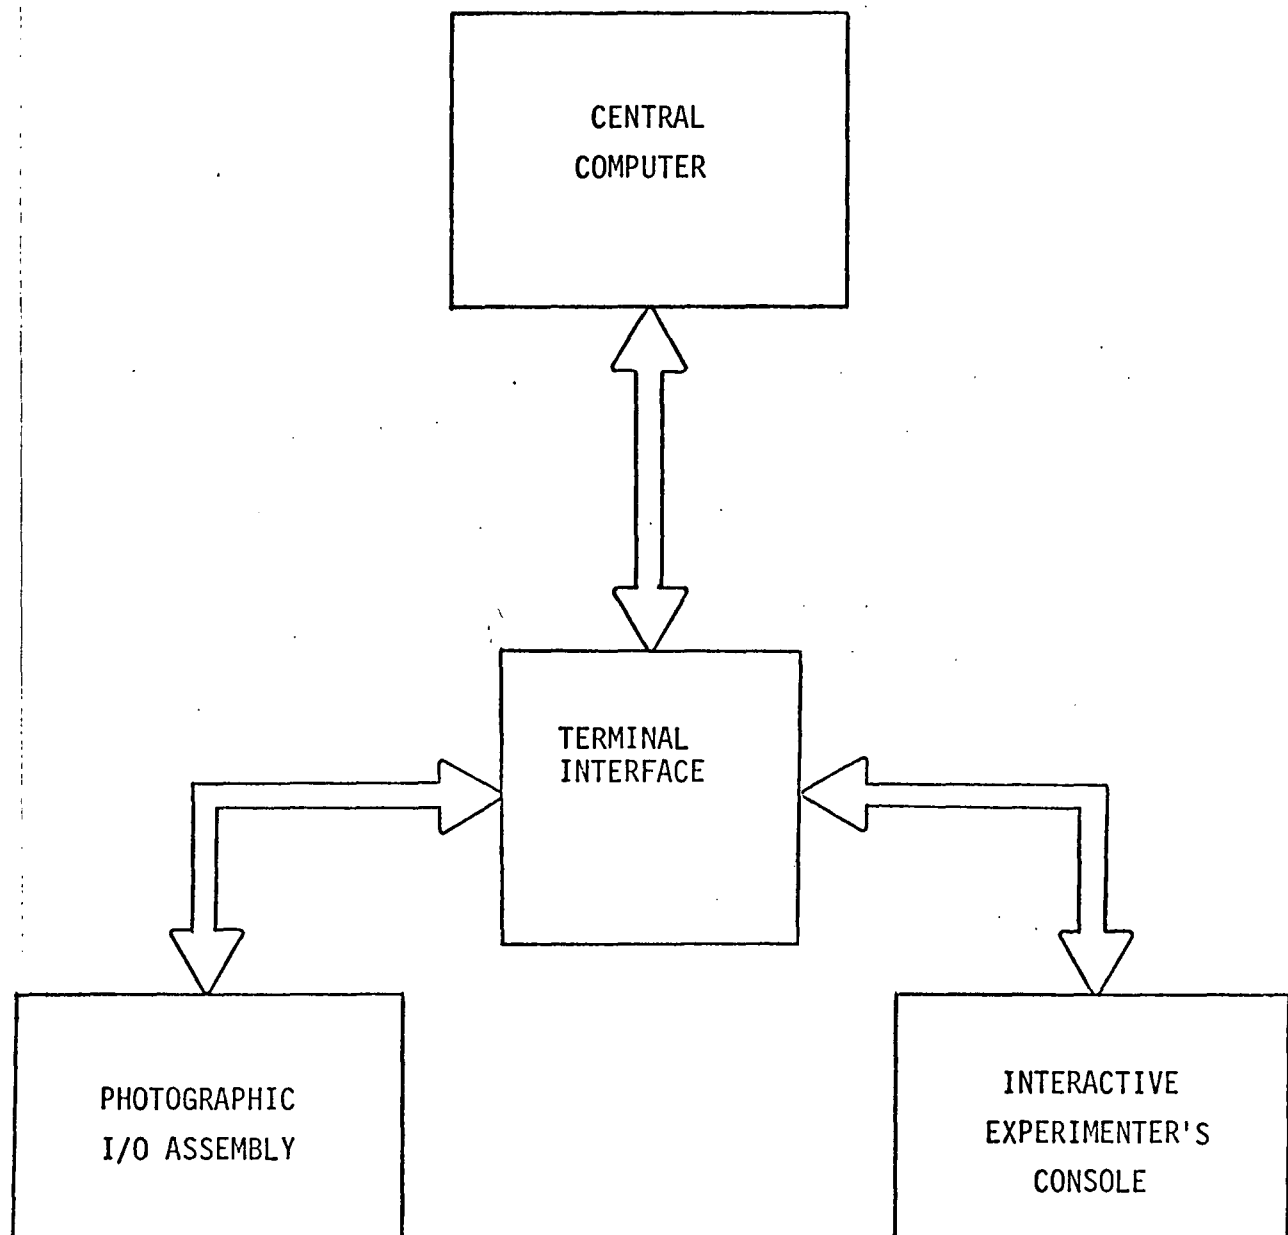 CENTRAL
COMPUTER
TERMINAL
INTERFACE
PHOTOGRAPHIC
I/O ASSEMBLY
INTERACTIVE
EXPERIMENTER'S
CONSOLE